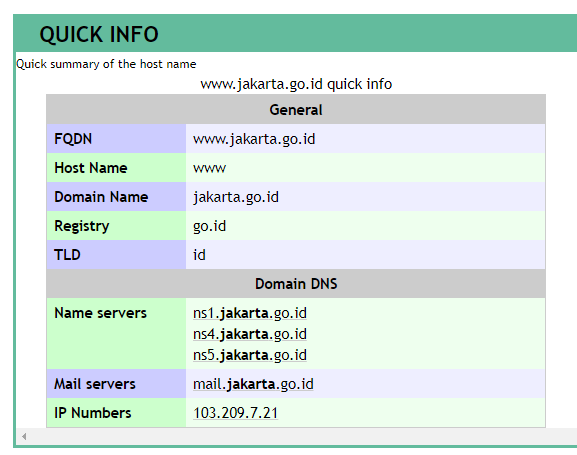 QUICK INFO
Quick summary of the host name
www.jakarta.go.id quick info
General
FQDN www.jakarta.go.id
Host Name www
Domain Name jakarta.go.id
Registry go.id
TLD id
Domain DNS
Name servers ns1.jakarta.go.id
ns4.jakarta.go.id
ns5.jakarta.go.id
Mail servers mail.jakarta.go.id
IP Numbers 103.209.7.21